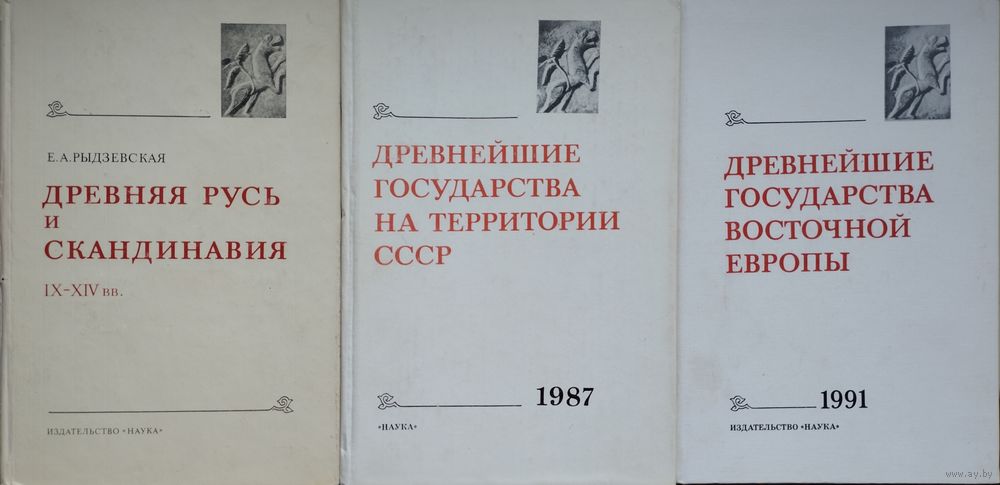 Е.А.РЫДЗЕВСКАЯ
ДРЕВНЯЯ РУСЬ
И
СКАНДИНАВИЯ
IX-XIV ВВ.
ИЗДАТЕЛЬСТВО «НАУКА»
ДРЕВНЕЙШИЕ
ГОСУДАРСТВА
НА ТЕРРИТОРИИ
СССР
1987
«НАУКА»
ДРЕВНЕЙШИЕ
ГОСУДАРСТВА
ВОСТОЧНОЙ
ЕВРОПЫ
1991
ИЗДАТЕЛЬСТВО «НАУКА»
www.ay.by